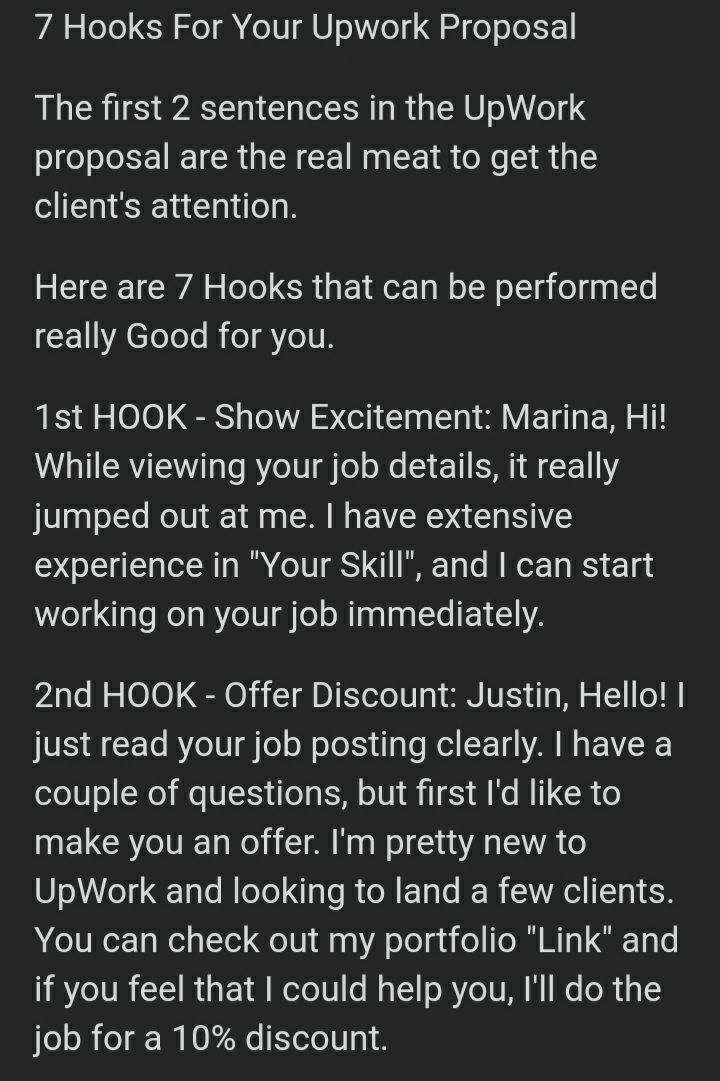 7 Hooks For Your Upwork Proposal
The first 2 sentences in the UpWork
proposal are the real meat to get the
client's attention.
Here are 7 Hooks that can be performed
really Good for you.
1st HOOK - Show Excitement: Marina, Hi!
While viewing your job details, it really
jumped out at me. I have extensive
experience in "Your Skill", and I can start
working on your job immediately.
2nd HOOK - Offer Discount: Justin, Hello! I
just read your job posting clearly. I have a
couple of questions, but first I'd like to
make you an offer. I'm pretty new to
UpWork and looking to land a few clients.
You can check out my portfolio "Link" and
if you feel that I could help you, I'll do the
job for a 10% discount.